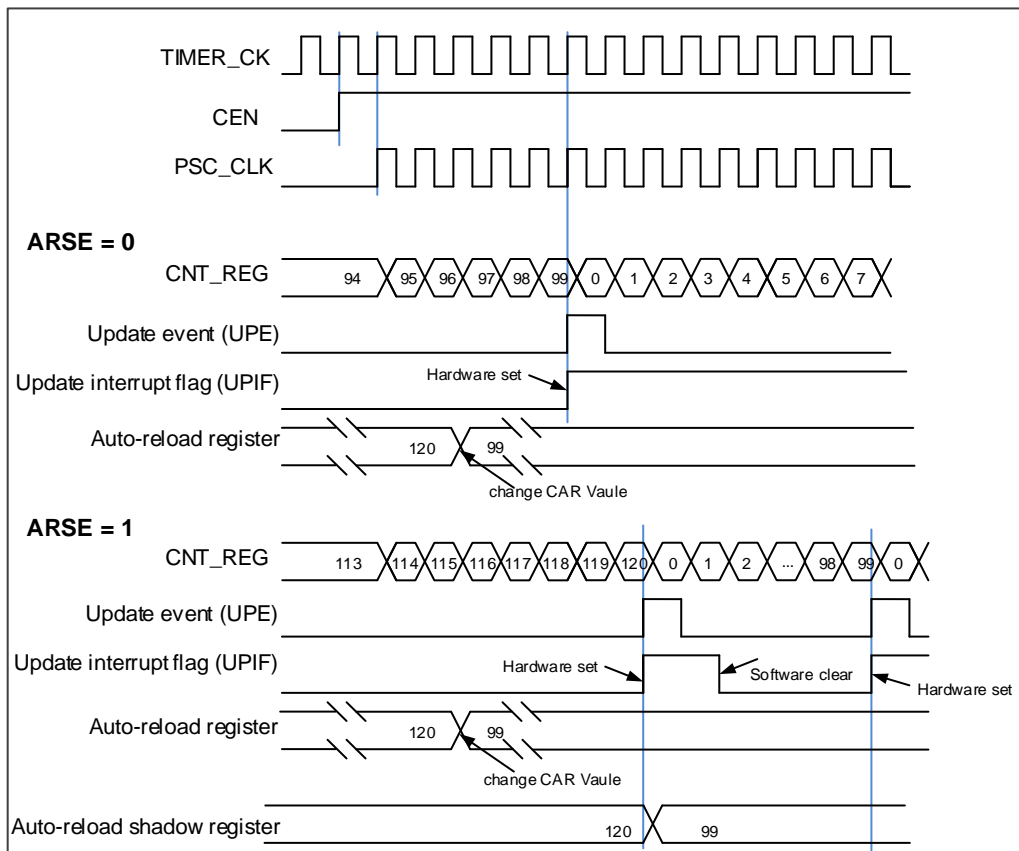 TIMER_CK
CEN
PSC_CLK
ARSE = 0
CNT_REG 94 95 96 97 98 99 0 1 2 3 4 5 6 7
Update event (UPE)
Update interrupt flag (UPIF) Hardware set
Auto-reload register 120 99
change CAR Vaule
ARSE = 1
CNT_REG 113 114 115 116 117 118 119 120 0 1 2 ... 98 99 0
Update event (UPE)
Update interrupt flag (UPIF) Hardware set Software clear Hardware set
Auto-reload register 120 99
change CAR Vaule
Auto-reload shadow register 120 99